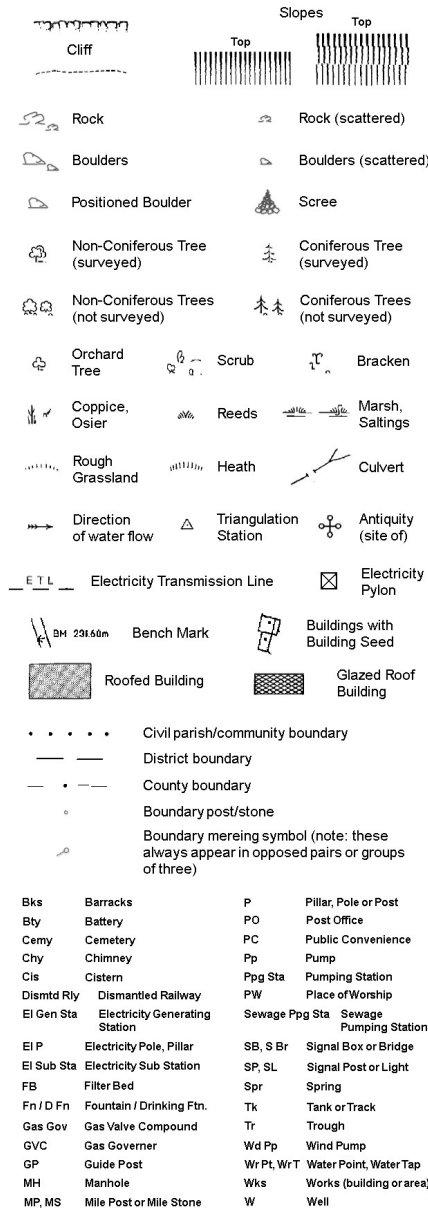 Slopes
Top
Cliff
Top
Rock
Rock (scattered)
Boulders
Boulders (scattered)
Positioned Boulder
Scree
Non-Coniferous Tree
(surveyed)
Coniferous Tree
(surveyed)
Non-Coniferous Trees
(not surveyed)
Coniferous Trees
(not surveyed)
Orchard
Tree
Scrub
Bracken
Coppice,
Osier
Reeds
Marsh,
Saltings
Rough
Grassland
Heath
Culvert
Direction
of water flow
Triangulation
Station
Antiquity
(site of)
E T L
Electricity Transmission Line
Electricity
Pylon
BM 231.60m
Bench Mark
Buildings with
Building Seed
Roofed Building
Glazed Roof
Building
Civil parish/community boundary
District boundary
County boundary
Boundary post/stone
Boundary mereing symbol (note: these
always appear in opposed pairs or groups
of three)
Bks Barracks
Bty Battery
Cemy Cemetery
Chy Chimney
Cis Cistern
Dismtd Rly Dismantled Railway
El Gen Sta Electricity Generating
Station
El P Electricity Pole, Pillar
El Sub Sta Electricity Sub Station
FB Filter Bed
Fn / D Fn Fountain / Drinking Ftn.
Gas Gov Gas Valve Compound
GVC Gas Governer
GP Guide Post
MH Manhole
MP, MS Mile Post or Mile Stone
P Pillar, Pole or Post
PO Post Office
PC Public Convenience
Pp Pump
Ppg Sta Pumping Station
PW Place of Worship
Sewage Ppg Sta Sewage
Pumping Station
SB, S Br Signal Box or Bridge
SP, SL Signal Post or Light
Spr Spring
Tk Tank or Track
Tr Trough
Wd Pp Wind Pump
Wr Pt, Wr T Water Point, Water Tap
Wks Works (building or area)
W Well